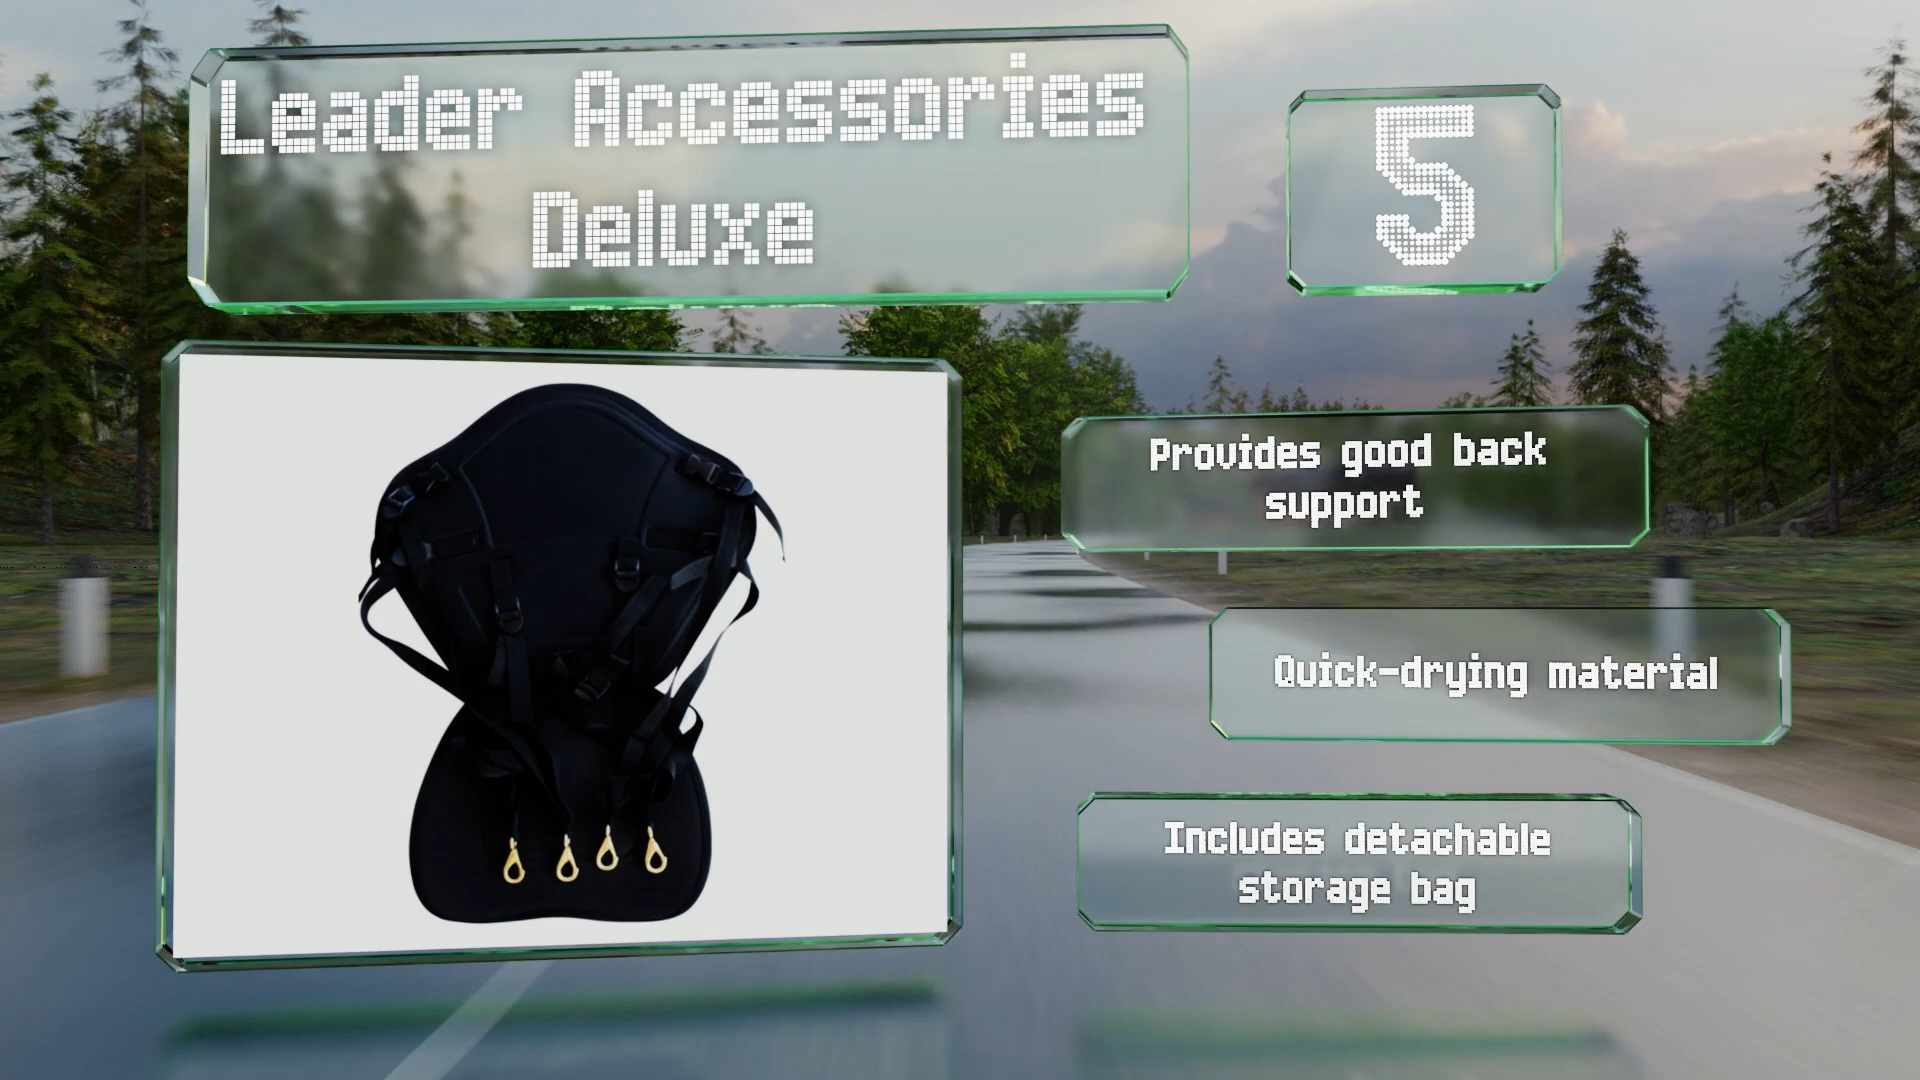 Leader Accessories
Deluxe
5
Provides good back
support
Quick-drying material
Includes detachable
storage bag